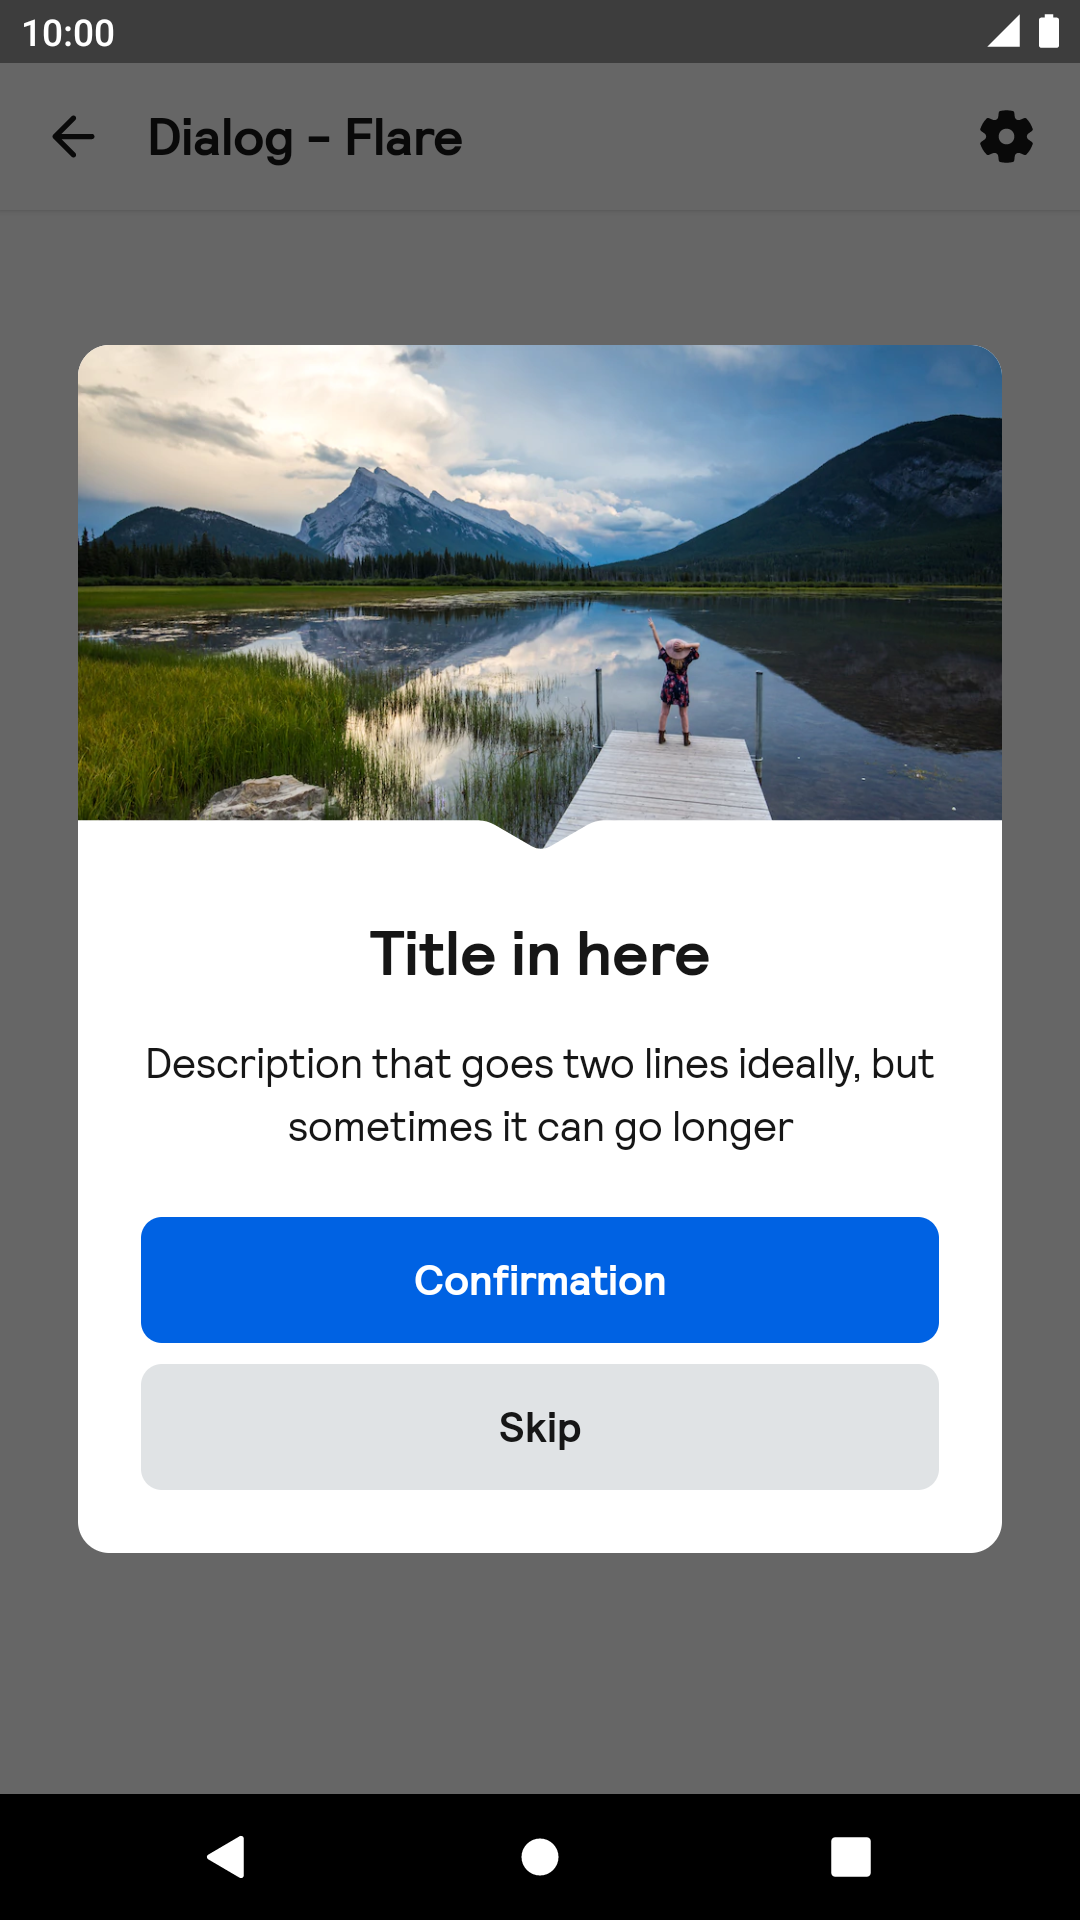 10:00
Dialog - Flare
Title in here
Description that goes two lines ideally, but
sometimes it can go longer
Confirmation
Skip